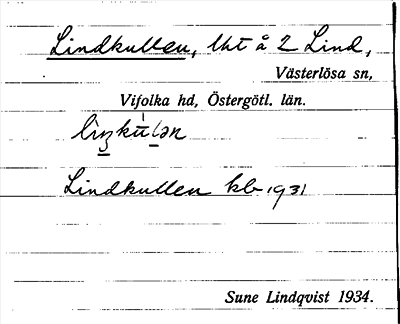 Lindkullen, lht å 2 Lind,
Västerlösa sn,
Vifolka hd, Östergötl. län.
Lindkullen kb 1931
Sune Lindqvist 1934.